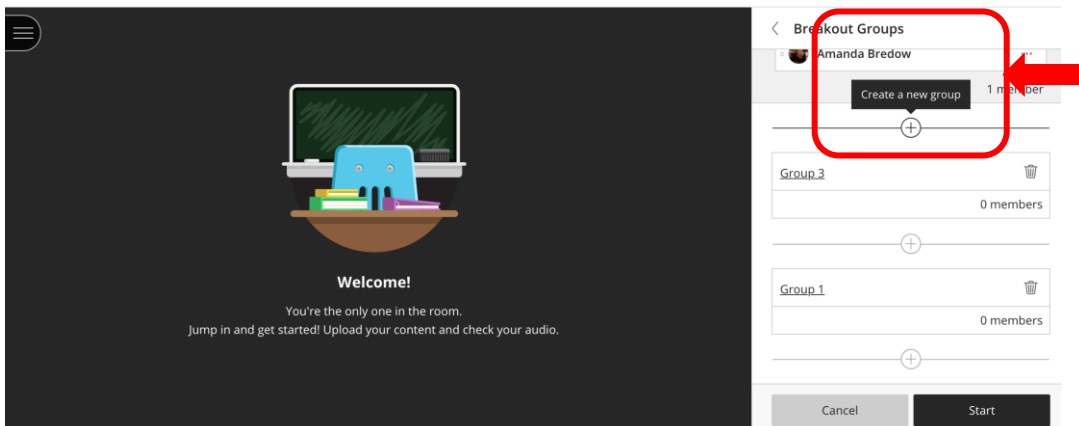 Breakout Groups
Amanda Bredow
Create a new group
1 member
Group 3
0 members
Group 1
0 members
Cancel
Start
Welcome!
You're the only one in the room.
Jump in and get started! Upload your content and check your audio.